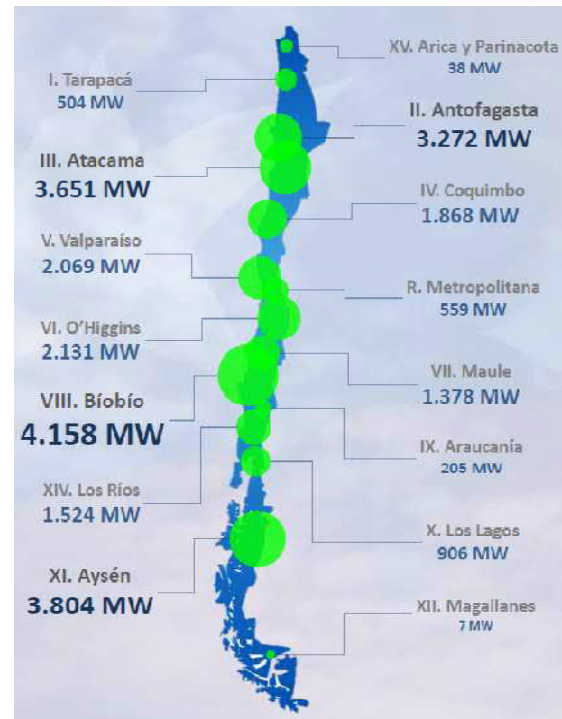 XV. Arica y Parinacota
38 MW
I. Tarapacá
504 MW
II. Antofagasta
3.272 MW
III. Atacama
3.651 MW
IV. Coquimbo
1.868 MW
V. Valparaíso
2.069 MW
R. Metropolitana
559 MW
VI. O'Higgins
2.131 MW
VII. Maule
1.378 MW
VIII. Bíobío
4.158 MW
IX. Araucanía
205 MW
XIV. Los Ríos
1.524 MW
X. Los Lagos
906 MW
XI. Aysén
3.804 MW
XII. Magallanes
7 MW